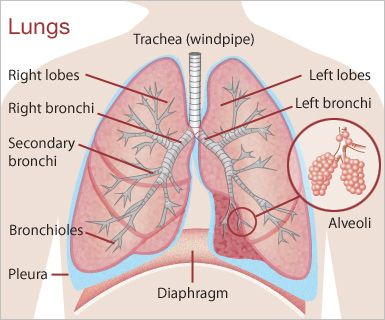 Lungs
Trachea (windpipe)
Right lobes
Left lobes
Right bronchi
Left bronchi
Secondary
bronchi
Alveoli
Bronchioles
Pleura
Diaphragm